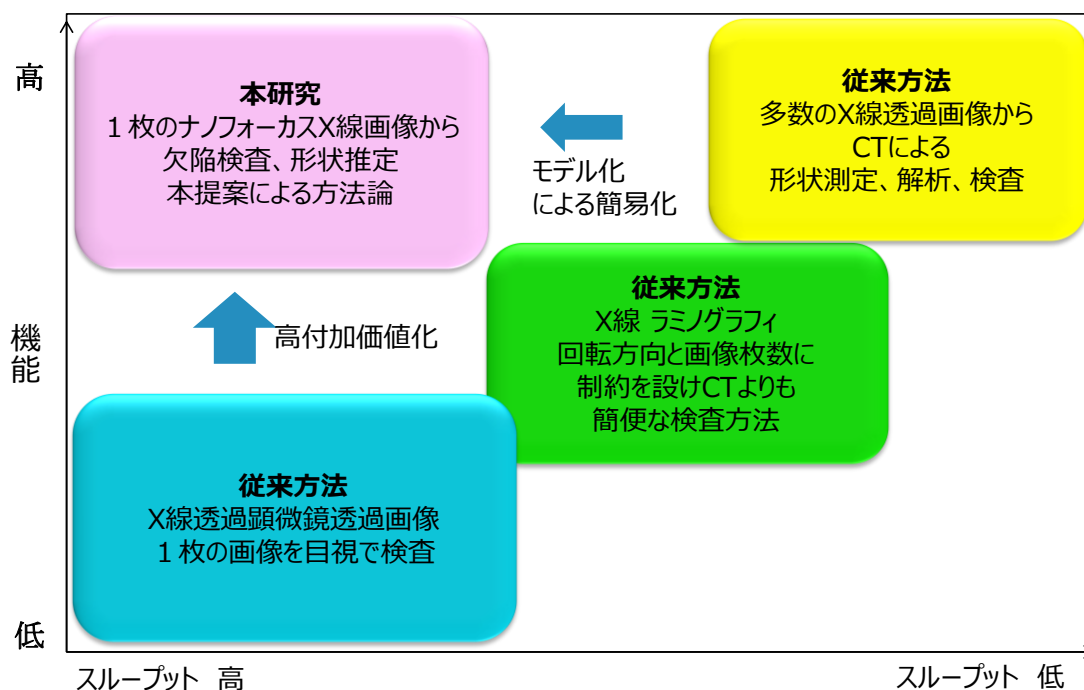 高
本研究
1枚のナノフォーカスX線画像から
欠陥検査、形状推定
本提案による方法論
モデル化
による簡易化
従来方法
多数のX線透過画像から
CTによる
形状測定、解析、検査
機能
高付加価値化
従来方法
X線 ラミノグラフィ
回転方向と画像枚数に
制約を設けCTよりも
簡便な検査方法
従来方法
X線透過顕微鏡透過画像
1枚の画像を目視で検査
低
スループット 高
スループット 低